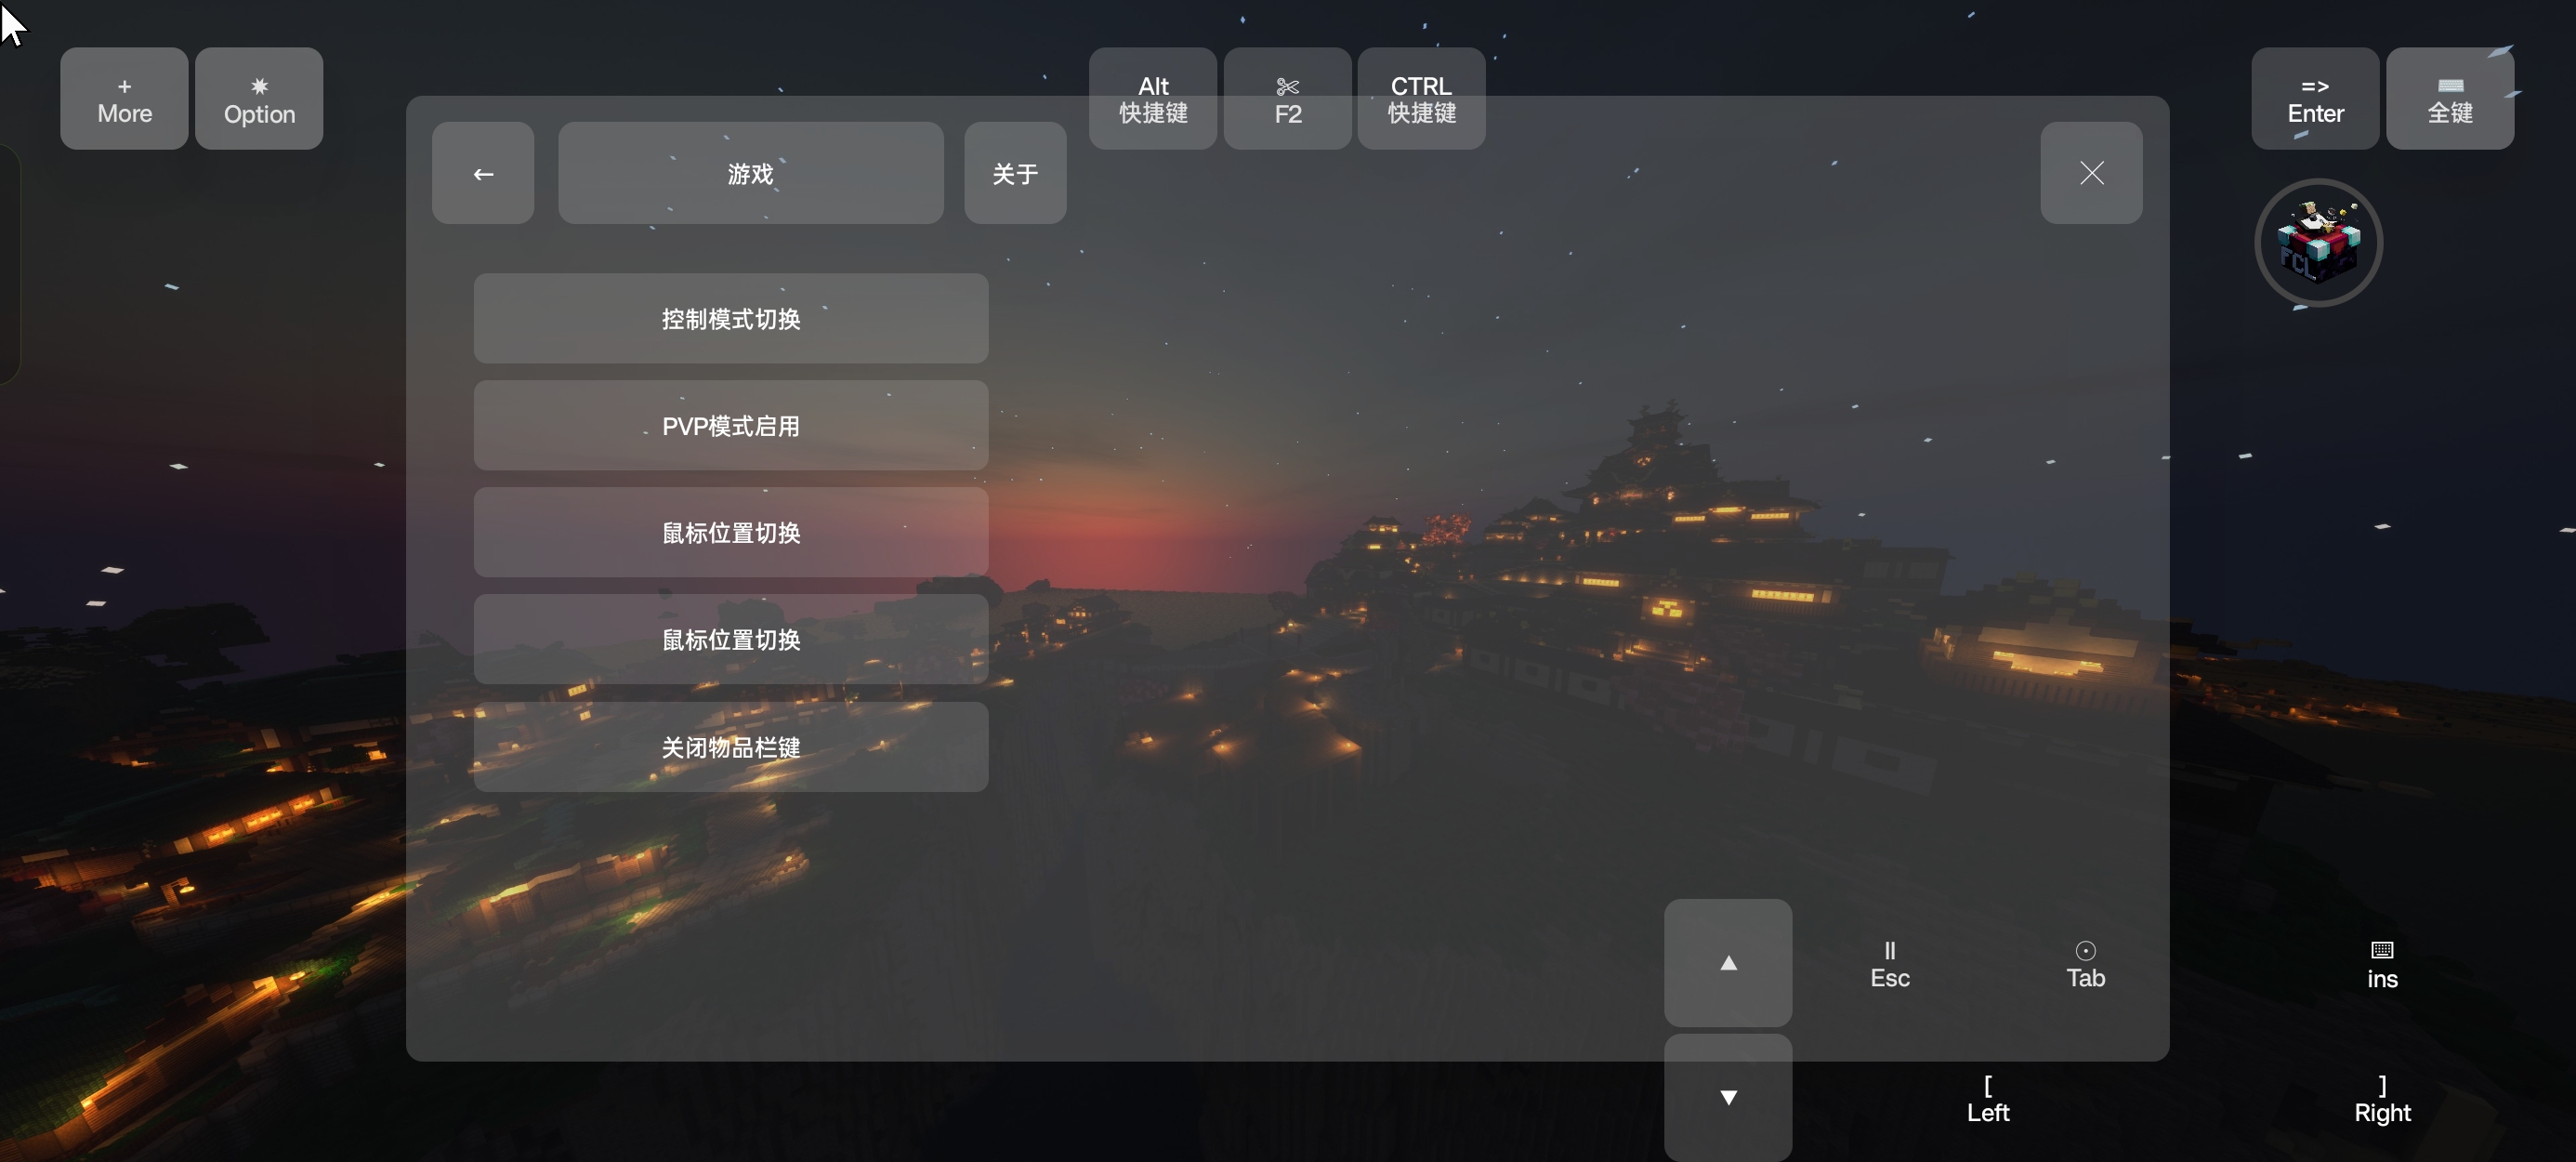 +
More
✷
Option
Alt
快捷键
✄
F2
CTRL
快捷键
=>
Enter
⌨
全键
←
游戏
关于
╳
FCL
控制模式切换
PVP模式启用
鼠标位置切换
鼠标位置切换
关闭物品栏键
▲
||
Esc
⊙
Tab
⌨
ins
▼
[
Left
]
Right